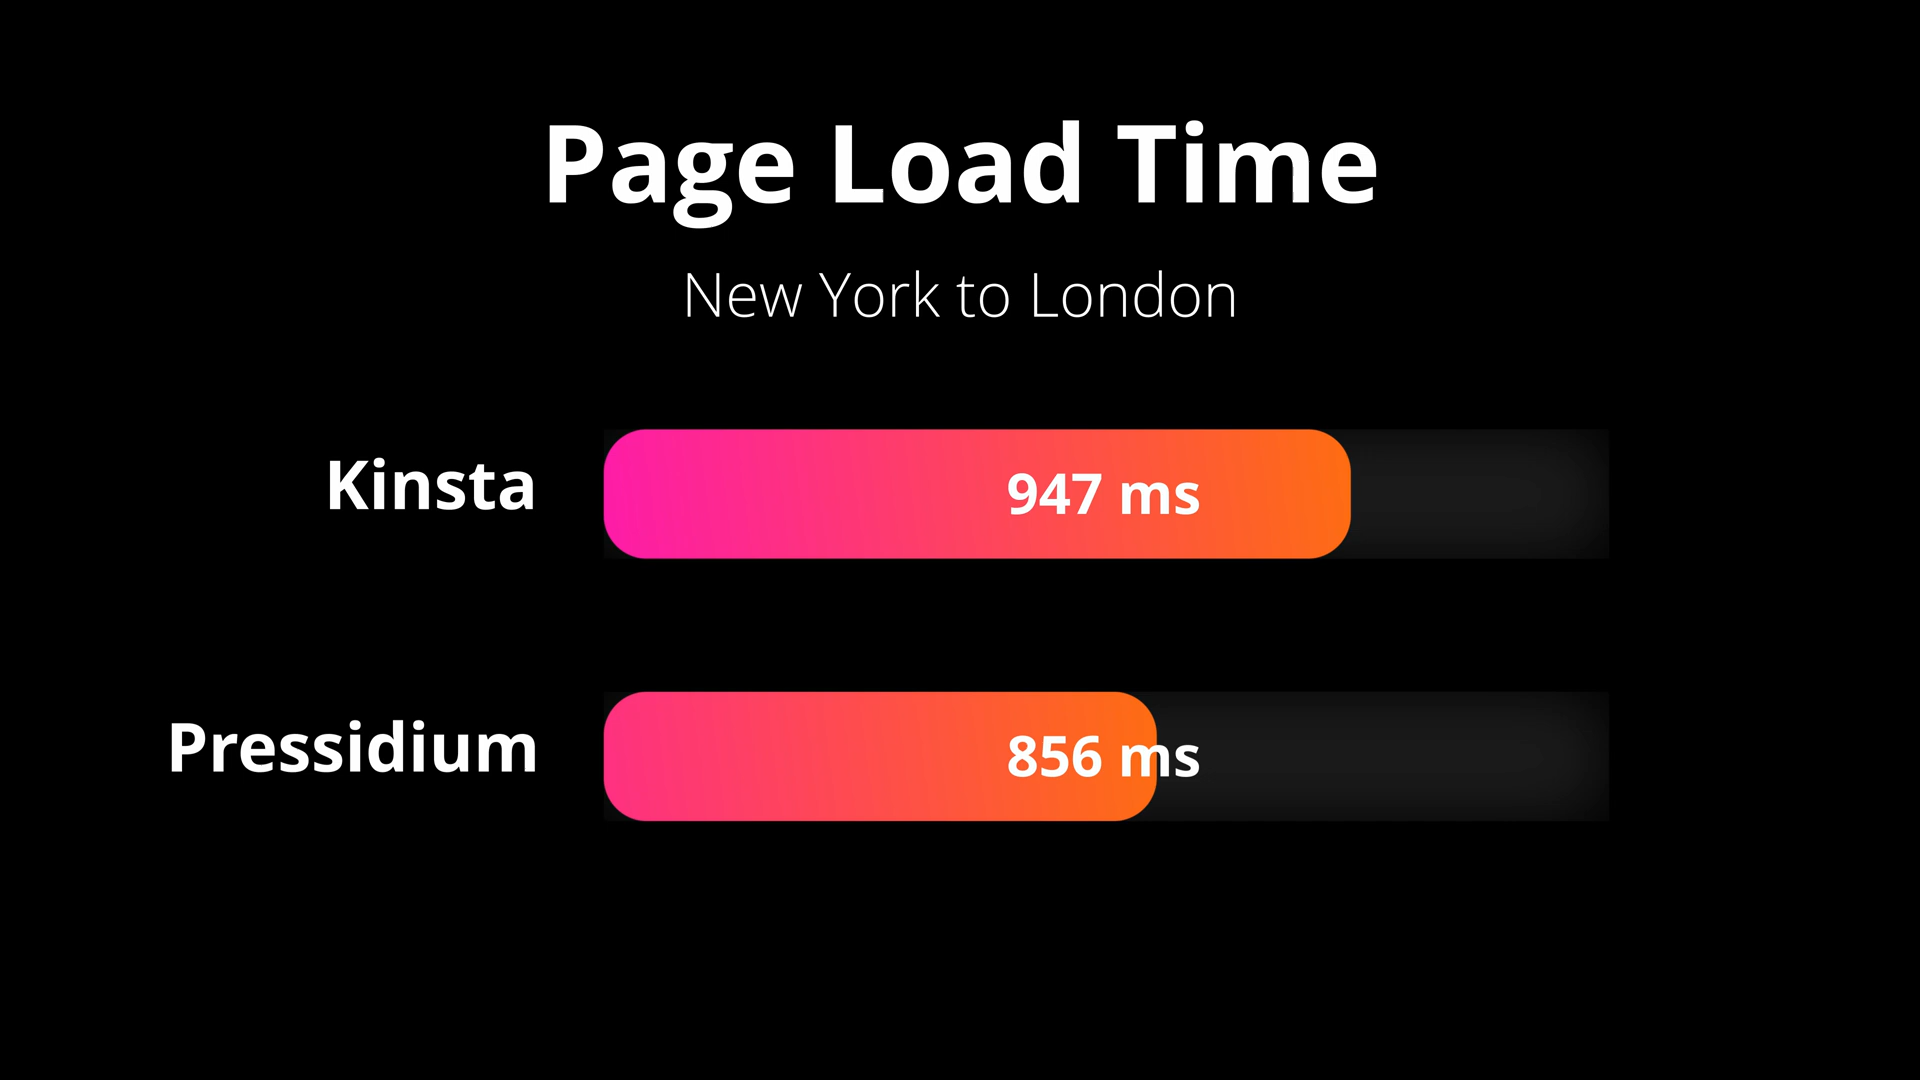 Page Load Time
New York to London
Kinsta
947 ms
Pressidium
856 ms